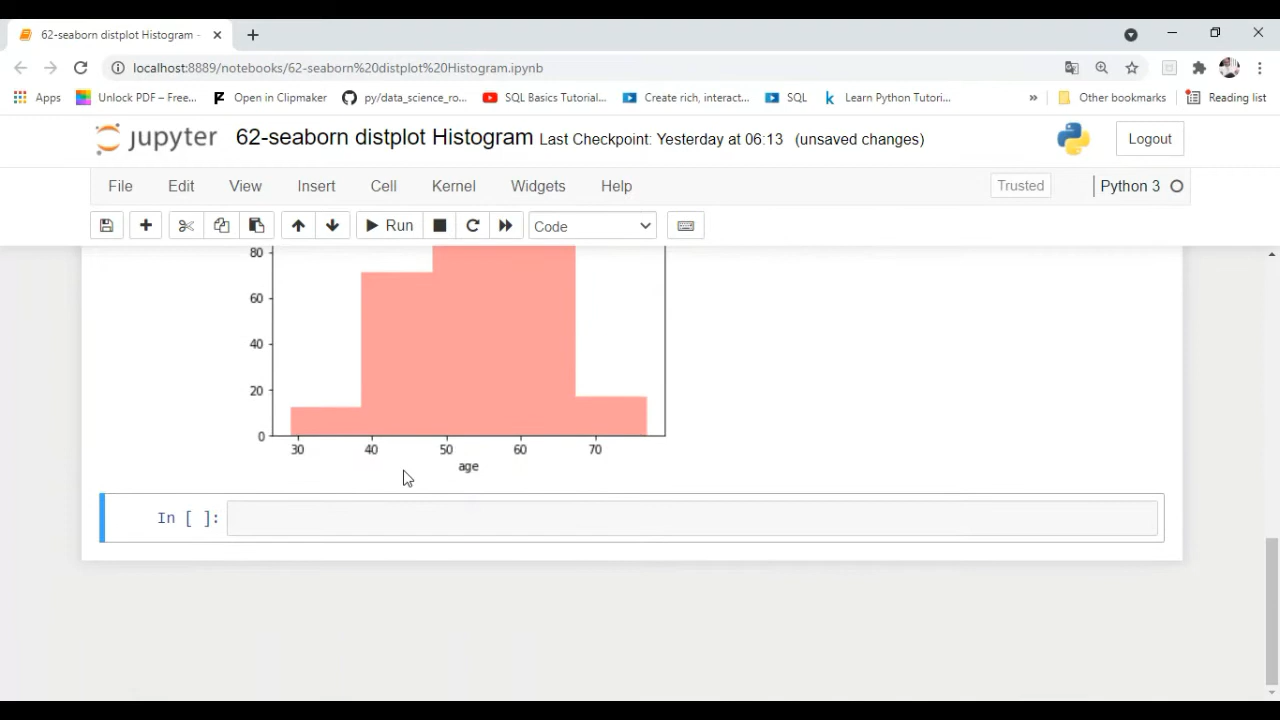 62-seaborn distplot Histogram -
localhost:8889/notebooks/62-seaborn%20distplot%20Histogram.ipynb
Apps Unlock PDF – Free... Open in Clipmaker py/data_science_ro... SQL Basics Tutorial... Create rich, interact... SQL Learn Python Tutori... » Other bookmarks Reading list
jupyter 62-seaborn distplot Histogram Last Checkpoint: Yesterday at 06:13 (unsaved changes) Logout
File Edit View Insert Cell Kernel Widgets Help Trusted Python 3
Run Code
80
60
40
20
0
30 40 50 60 70
age
In [ ]: